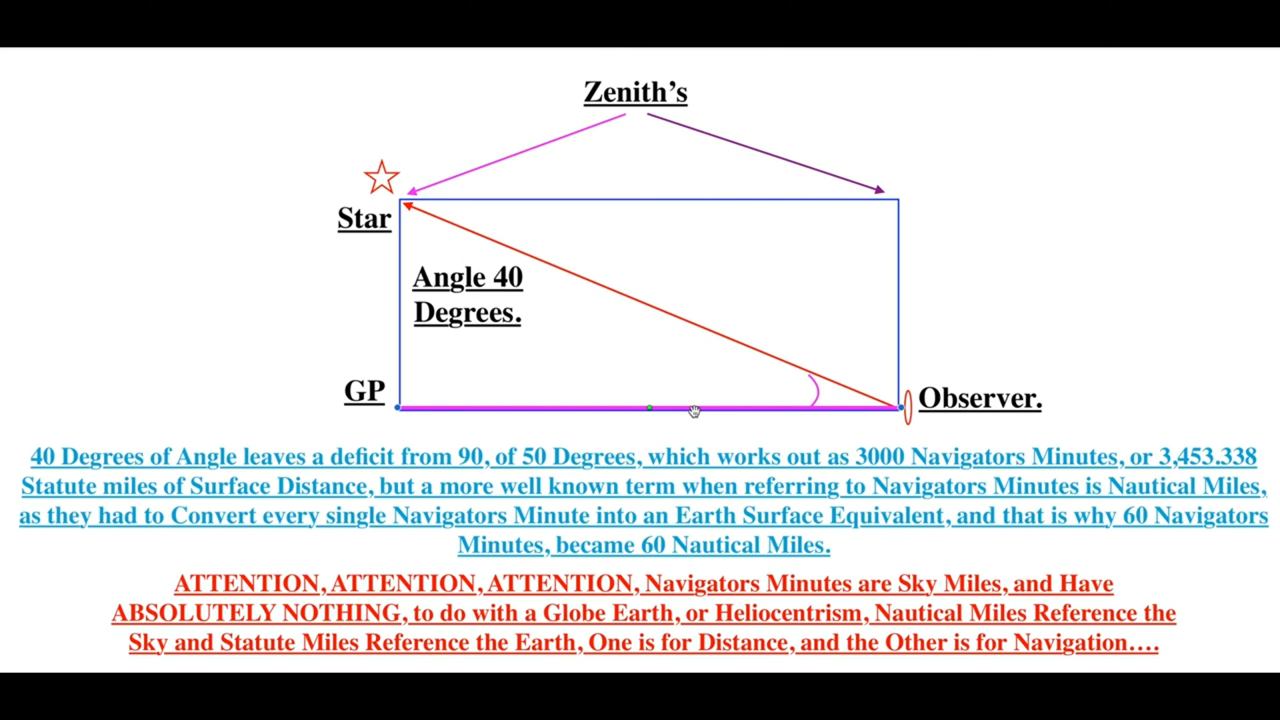 Zenith's
Star
Angle 40
Degrees.
GP
Observer.
40 Degrees of Angle leaves a deficit from 90, of 50 Degrees, which works out as 3000 Navigators Minutes, or 3,453.338
Statute miles of Surface Distance, but a more well known term when referring to Navigators Minutes is Nautical Miles,
as they had to Convert every single Navigators Minute into an Earth Surface Equivalent, and that is why 60 Navigators
Minutes, became 60 Nautical Miles.
ATTENTION, ATTENTION, ATTENTION, Navigators Minutes are Sky Miles, and Have
ABSOLUTELY NOTHING, to do with a Globe Earth, or Heliocentrism, Nautical Miles Reference the
Sky and Statute Miles Reference the Earth, One is for Distance, and the Other is for Navigation....